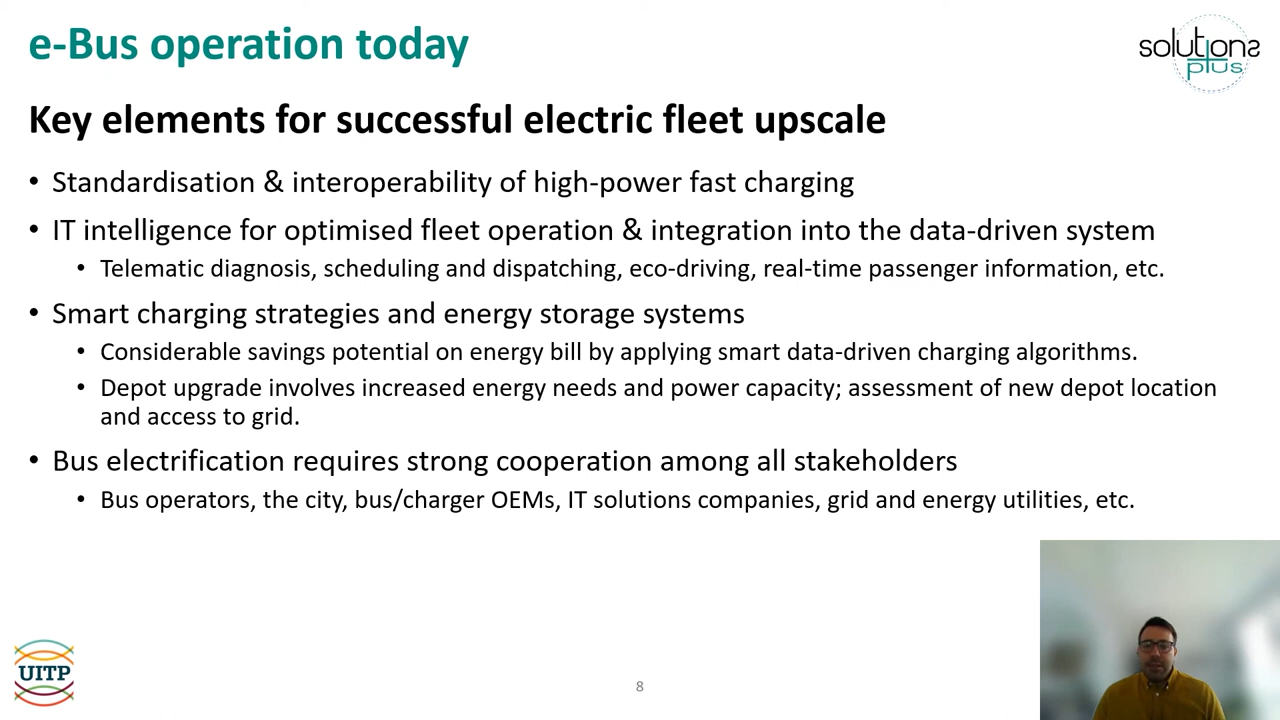 e-Bus operation today
solutions
plus
Key elements for successful electric fleet upscale
• Standardisation & interoperability of high-power fast charging
• IT intelligence for optimised fleet operation & integration into the data-driven system
• Telematic diagnosis, scheduling and dispatching, eco-driving, real-time passenger information, etc.
• Smart charging strategies and energy storage systems
• Considerable savings potential on energy bill by applying smart data-driven charging algorithms.
• Depot upgrade involves increased energy needs and power capacity; assessment of new depot location
and access to grid.
• Bus electrification requires strong cooperation among all stakeholders
• Bus operators, the city, bus/charger OEMs, IT solutions companies, grid and energy utilities, etc.
UITP
8